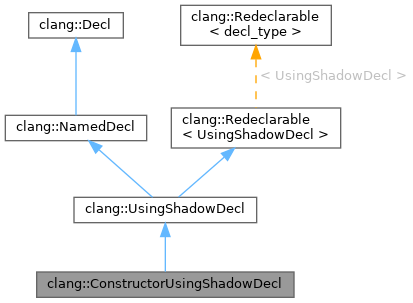 clang::Decl
clang::Redeclarable
< decl_type >
< UsingShadowDecl >
clang::NamedDecl
clang::Redeclarable
< UsingShadowDecl >
clang::UsingShadowDecl
clang::ConstructorUsingShadowDecl